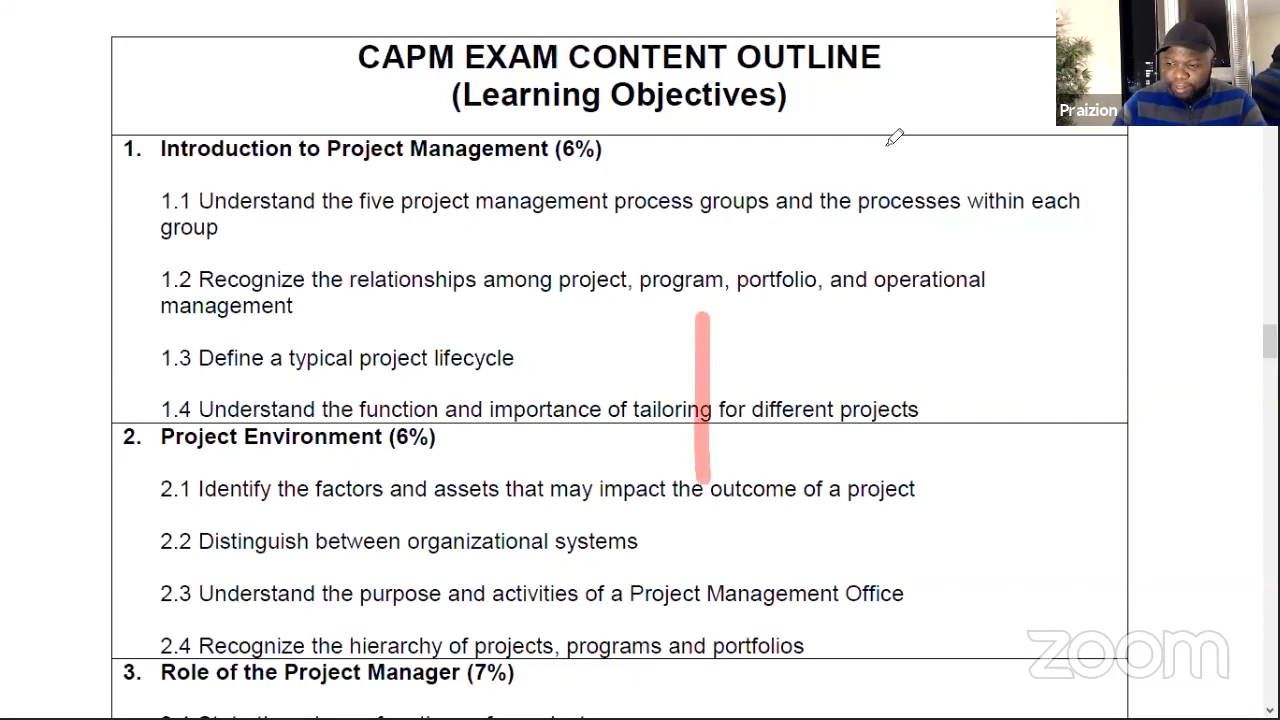 CAPM EXAM CONTENT OUTLINE
(Learning Objectives)
Praizion
1. Introduction to Project Management (6%)
1.1 Understand the five project management process groups and the processes within each
group
1.2 Recognize the relationships among project, program, portfolio, and operational
management
1.3 Define a typical project lifecycle
1.4 Understand the function and importance of tailoring for different projects
2. Project Environment (6%)
2.1 Identify the factors and assets that may impact the outcome of a project
2.2 Distinguish between organizational systems
2.3 Understand the purpose and activities of a Project Management Office
2.4 Recognize the hierarchy of projects, programs and portfolios
zoom
3. Role of the Project Manager (7%)